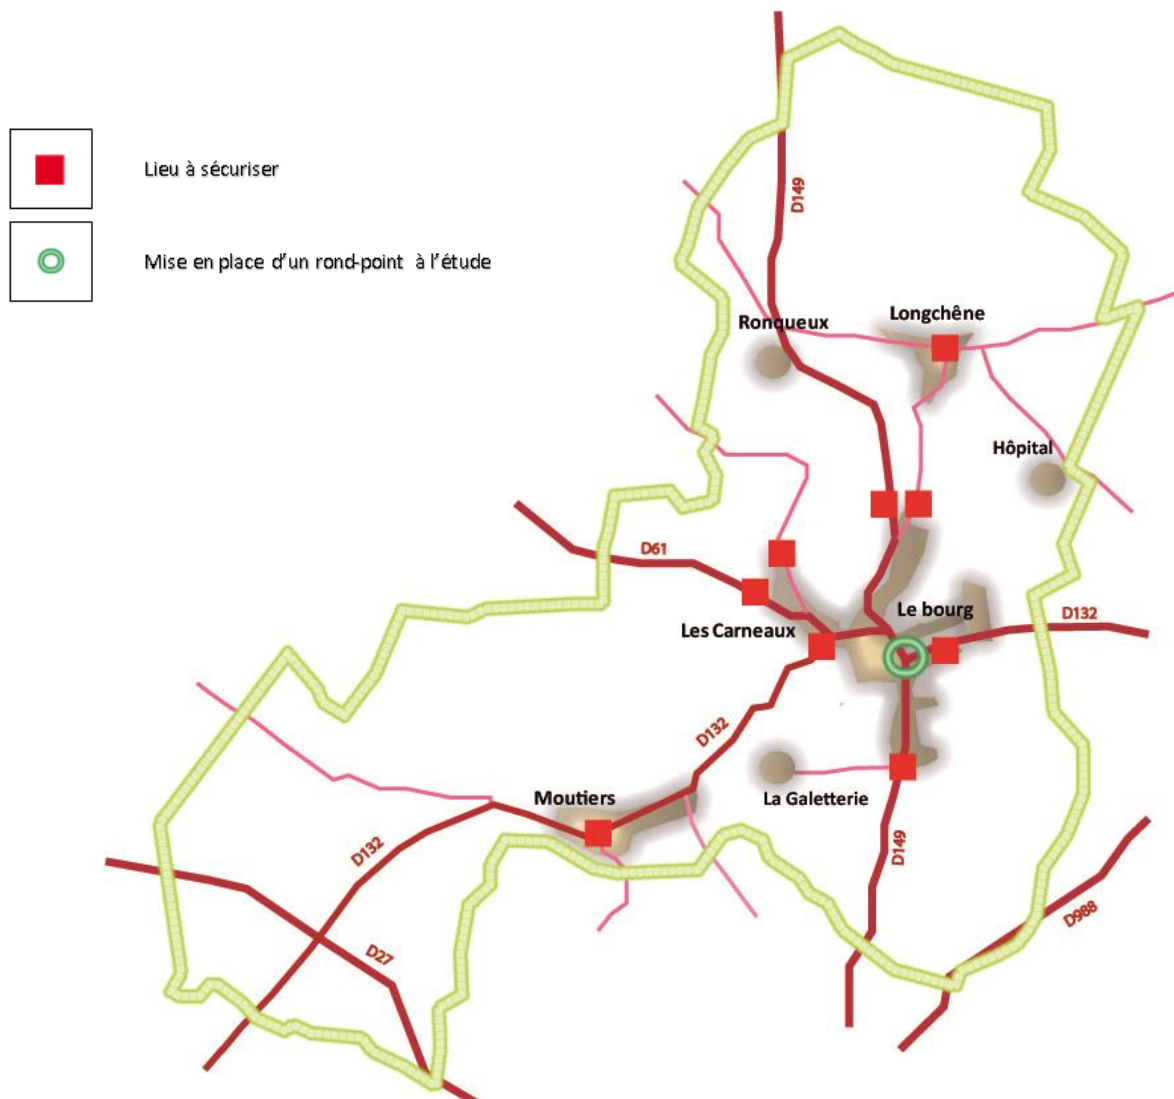 Lieu à sécuriser
Mise en place d'un rond-point à l'étude
D149
Ronqueux
Longchêne
Hôpital
D61
Le bourg
D132
Les Carneaux
D132
Moutiers
La Galetterie
D132
D149
D988
D27